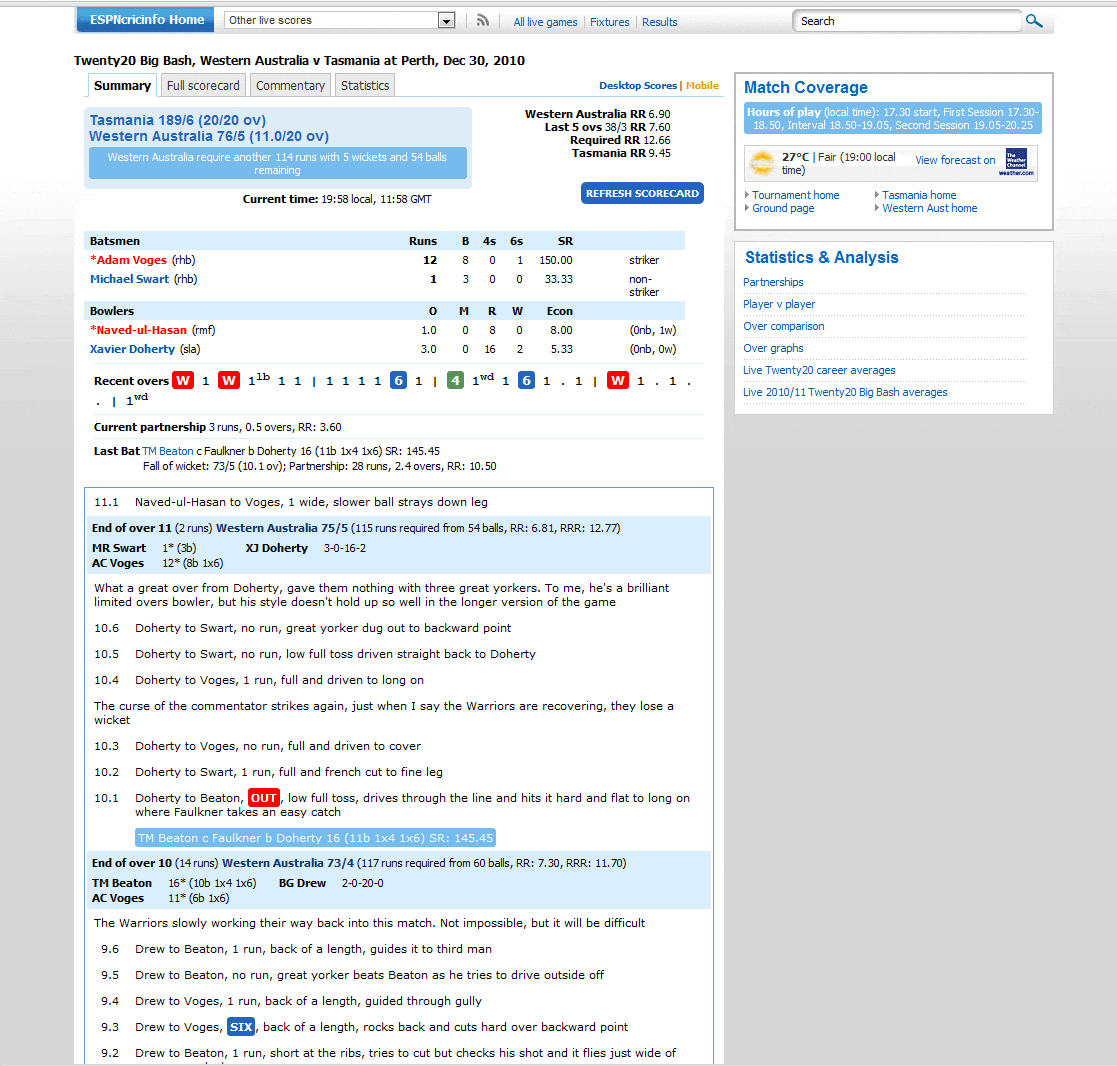 ESPNcricinfo Home
Other live scores
All live games | Fixtures | Results
Search
Twenty20 Big Bash, Western Australia v Tasmania at Perth, Dec 30, 2010
Summary
Full scorecard
Commentary
Statistics
Desktop Scores | Mobile
Tasmania 189/6 (20/20 ov)
Western Australia 76/5 (11.0/20 ov)
Western Australia require another 114 runs with 5 wickets and 54 balls
remaining
Western Australia RR 6.90
Last 5 ovs 38/3 RR 7.60
Required RR 12.66
Tasmania RR 9.45
Current time: 19:58 local, 11:58 GMT
REFRESH SCORECARD
Batsmen Runs B 4s 6s SR
*Adam Voges (rhb) 12 8 0 1 150.00 striker
Michael Swart (rhb) 1 3 0 0 33.33 non-
striker
Bowlers O M R W Econ
*Naved-ul-Hasan (rmf) 1.0 0 8 0 8.00 (0nb, 1w)
Xavier Doherty (sla) 3.0 0 16 2 5.33 (0nb, 0w)
Recent overs W 1 W 1lb 1 1 | 1 1 1 1 6 1 | 4 1wd 1 6 1 . 1 | W 1 . 1 .
. | 1wd
Current partnership 3 runs, 0.5 overs, RR: 3.60
Last Bat TM Beaton c Faulkner b Doherty 16 (11b 1x4 1x6) SR: 145.45
Fall of wicket: 73/5 (10.1 ov); Partnership: 28 runs, 2.4 overs, RR: 10.50
11.1 Naved-ul-Hasan to Voges, 1 wide, slower ball strays down leg
End of over 11 (2 runs) Western Australia 75/5 (115 runs required from 54 balls, RR: 6.81, RRR: 12.77)
MR Swart 1* (3b) XJ Doherty 3-0-16-2
AC Voges 12* (8b 1x6)
What a great over from Doherty, gave them nothing with three great yorkers. To me, he's a brilliant
limited overs bowler, but his style doesn't hold up so well in the longer version of the game
10.6 Doherty to Swart, no run, great yorker dug out to backward point
10.5 Doherty to Swart, no run, low full toss driven straight back to Doherty
10.4 Doherty to Voges, 1 run, full and driven to long on
The curse of the commentator strikes again, just when I say the Warriors are recovering, they lose a
wicket
10.3 Doherty to Voges, no run, full and driven to cover
10.2 Doherty to Swart, 1 run, full and french cut to fine leg
10.1 Doherty to Beaton, OUT, low full toss, drives through the line and hits it hard and flat to long on
where Faulkner takes an easy catch
TM Beaton c Faulkner b Doherty 16 (11b 1x4 1x6) SR: 145.45
End of over 10 (14 runs) Western Australia 73/4 (117 runs required from 60 balls, RR: 7.30, RRR: 11.70)
TM Beaton 16* (10b 1x4 1x6) BG Drew 2-0-20-0
AC Voges 11* (6b 1x6)
The Warriors slowly working their way back into this match. Not impossible, but it will be difficult
9.6 Drew to Beaton, 1 run, back of a length, guides it to third man
9.5 Drew to Beaton, no run, great yorker beats Beaton as he tries to drive outside off
9.4 Drew to Voges, 1 run, back of a length, guided through gully
9.3 Drew to Voges, SIX, back of a length, rocks back and cuts hard over backward point
9.2 Drew to Beaton, 1 run, short at the ribs, tries to cut but checks his shot and it flies just wide of
Match Coverage
Hours of play (local time): 17.30 start, First Session 17.30-
18.50, Interval 18.50-19.05, Second Session 19.05-20.25
27°C | Fair (19:00 local
time)
View forecast on
The
Weather
Channel
weather.com
Tournament home
Tasmania home
Ground page
Western Aust home
Statistics & Analysis
Partnerships
Player v player
Over comparison
Over graphs
Live Twenty20 career averages
Live 2010/11 Twenty20 Big Bash averages